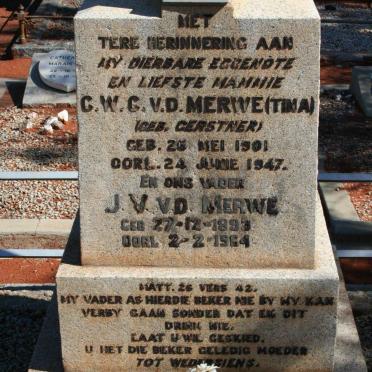 MET
TERE HERINNERING AAN
MY DIERBARE EGGENOTE
EN LIEFSTE MAMMIE
C.W.C. V.D. MERWE (TINA)
(GEB. GERSTNER)
GEB. 26 MEI 1901
OORL. 24 JUNIE 1947.
EN ONS VADER
J.V. V.D. MERWE
GEB 27-12-1893
OORL 2-2-1964
MATT. 26 VERS 42.
MY VADER AS HIERDIE BEKER NIE BY MY KAN
VERBY GAAN SONDER DAT EK DIT
DRINK NIE.
LAAT U WIL GESKIED.
U HET DIE BEKER GELEDIG MOEDER
TOT WEDERSIENS.